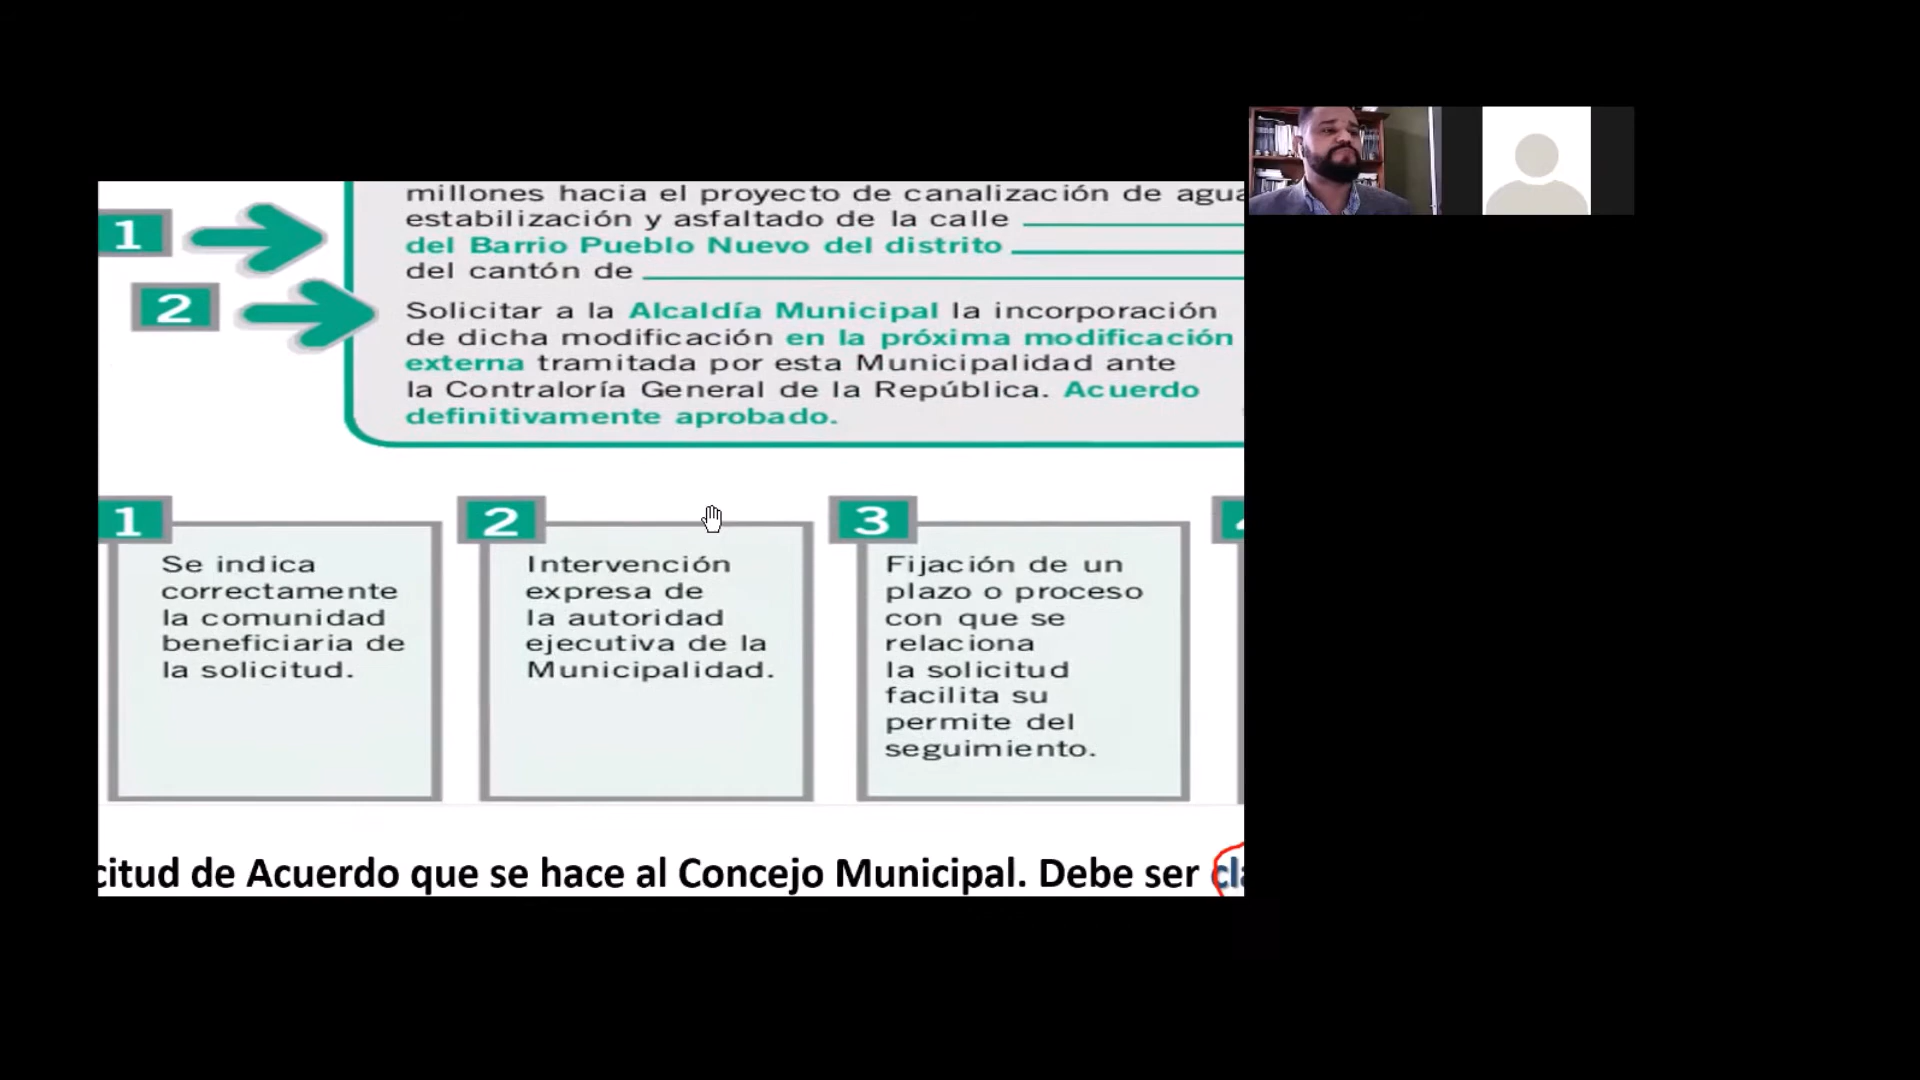 millones hacia el proyecto de canalización de agua
estabilización y asfaltado de la calle
del Barrio Pueblo Nuevo del distrito
del cantón de
1
2
Solicitar a la Alcaldía Municipal la incorporación
de dicha modificación en la próxima modificación
externa tramitada por esta Municipalidad ante
la Contraloría General de la República. Acuerdo
definitivamente aprobado.
1
Se indica
correctamente
la comunidad
beneficiaria de
la solicitud.
2
Intervención
expresa de
la autoridad
ejecutiva de la
Municipalidad.
3
Fijación de un
plazo o proceso
con que se
relaciona
la solicitud
facilita su
permite del
seguimiento.
citud de Acuerdo que se hace al Concejo Municipal. Debe ser